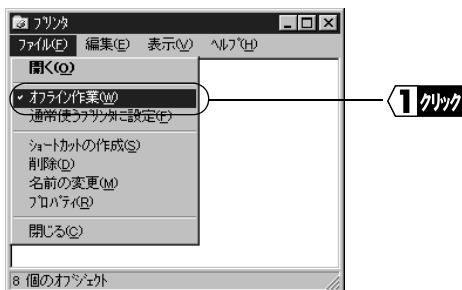 プリンタ
ファイル(F) 編集(E) 表示(V) ヘルプ(H)
開く(O)
✓ オフライン作業(W)
通常使うプリンタに設定(F)
ショートカットの作成(S)
削除(D)
名前の変更(M)
プロパティ(R)
閉じる(C)
8 個のオブジェクト
1 クリック